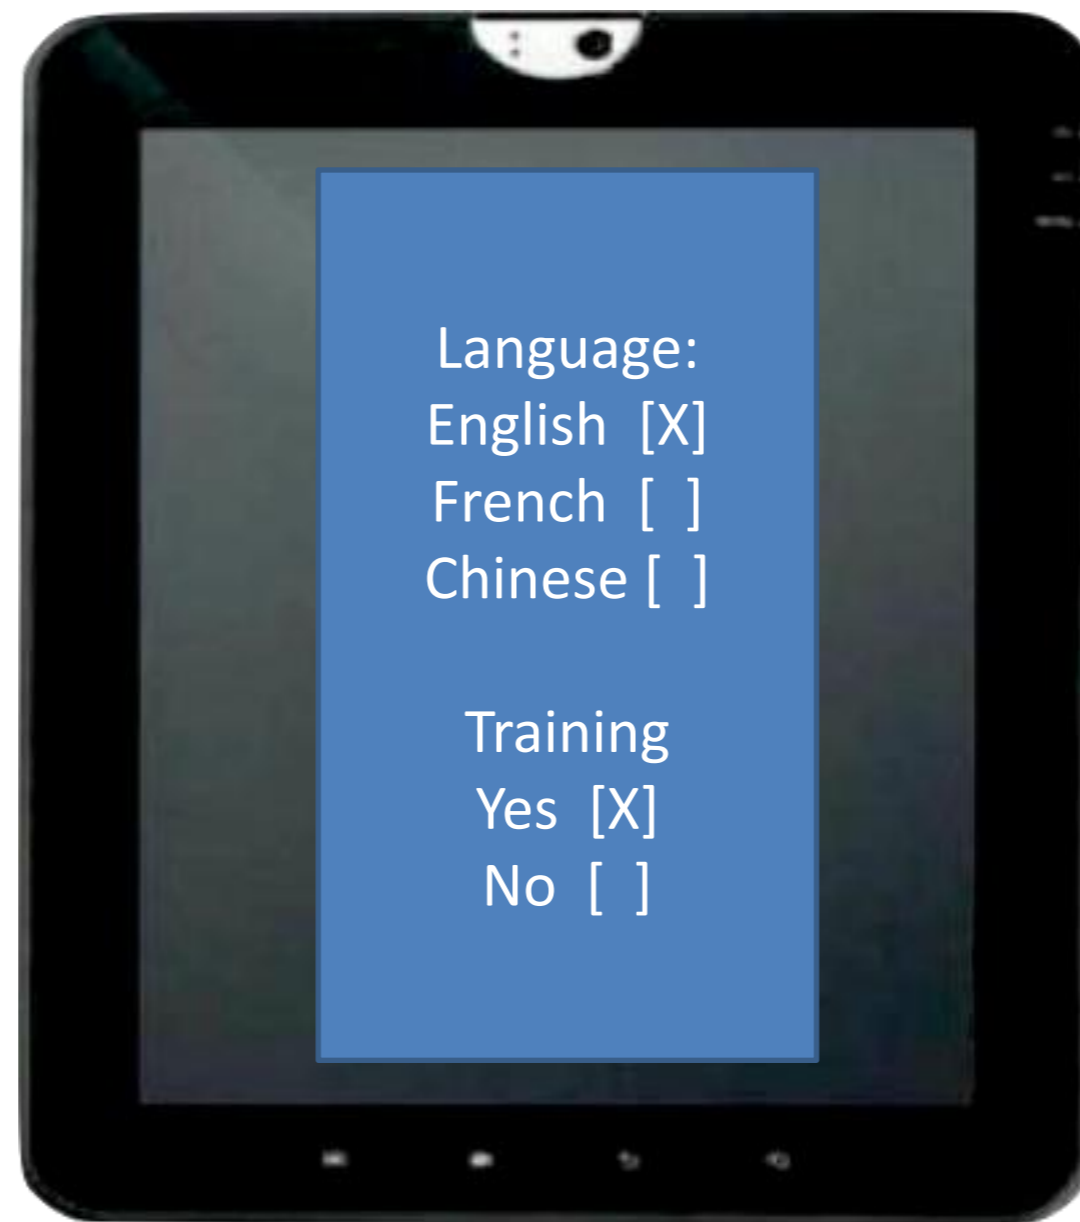 Language:
English  [X]
French  [  ]
Chinese [  ]
Training
Yes  [X]
No  [  ]